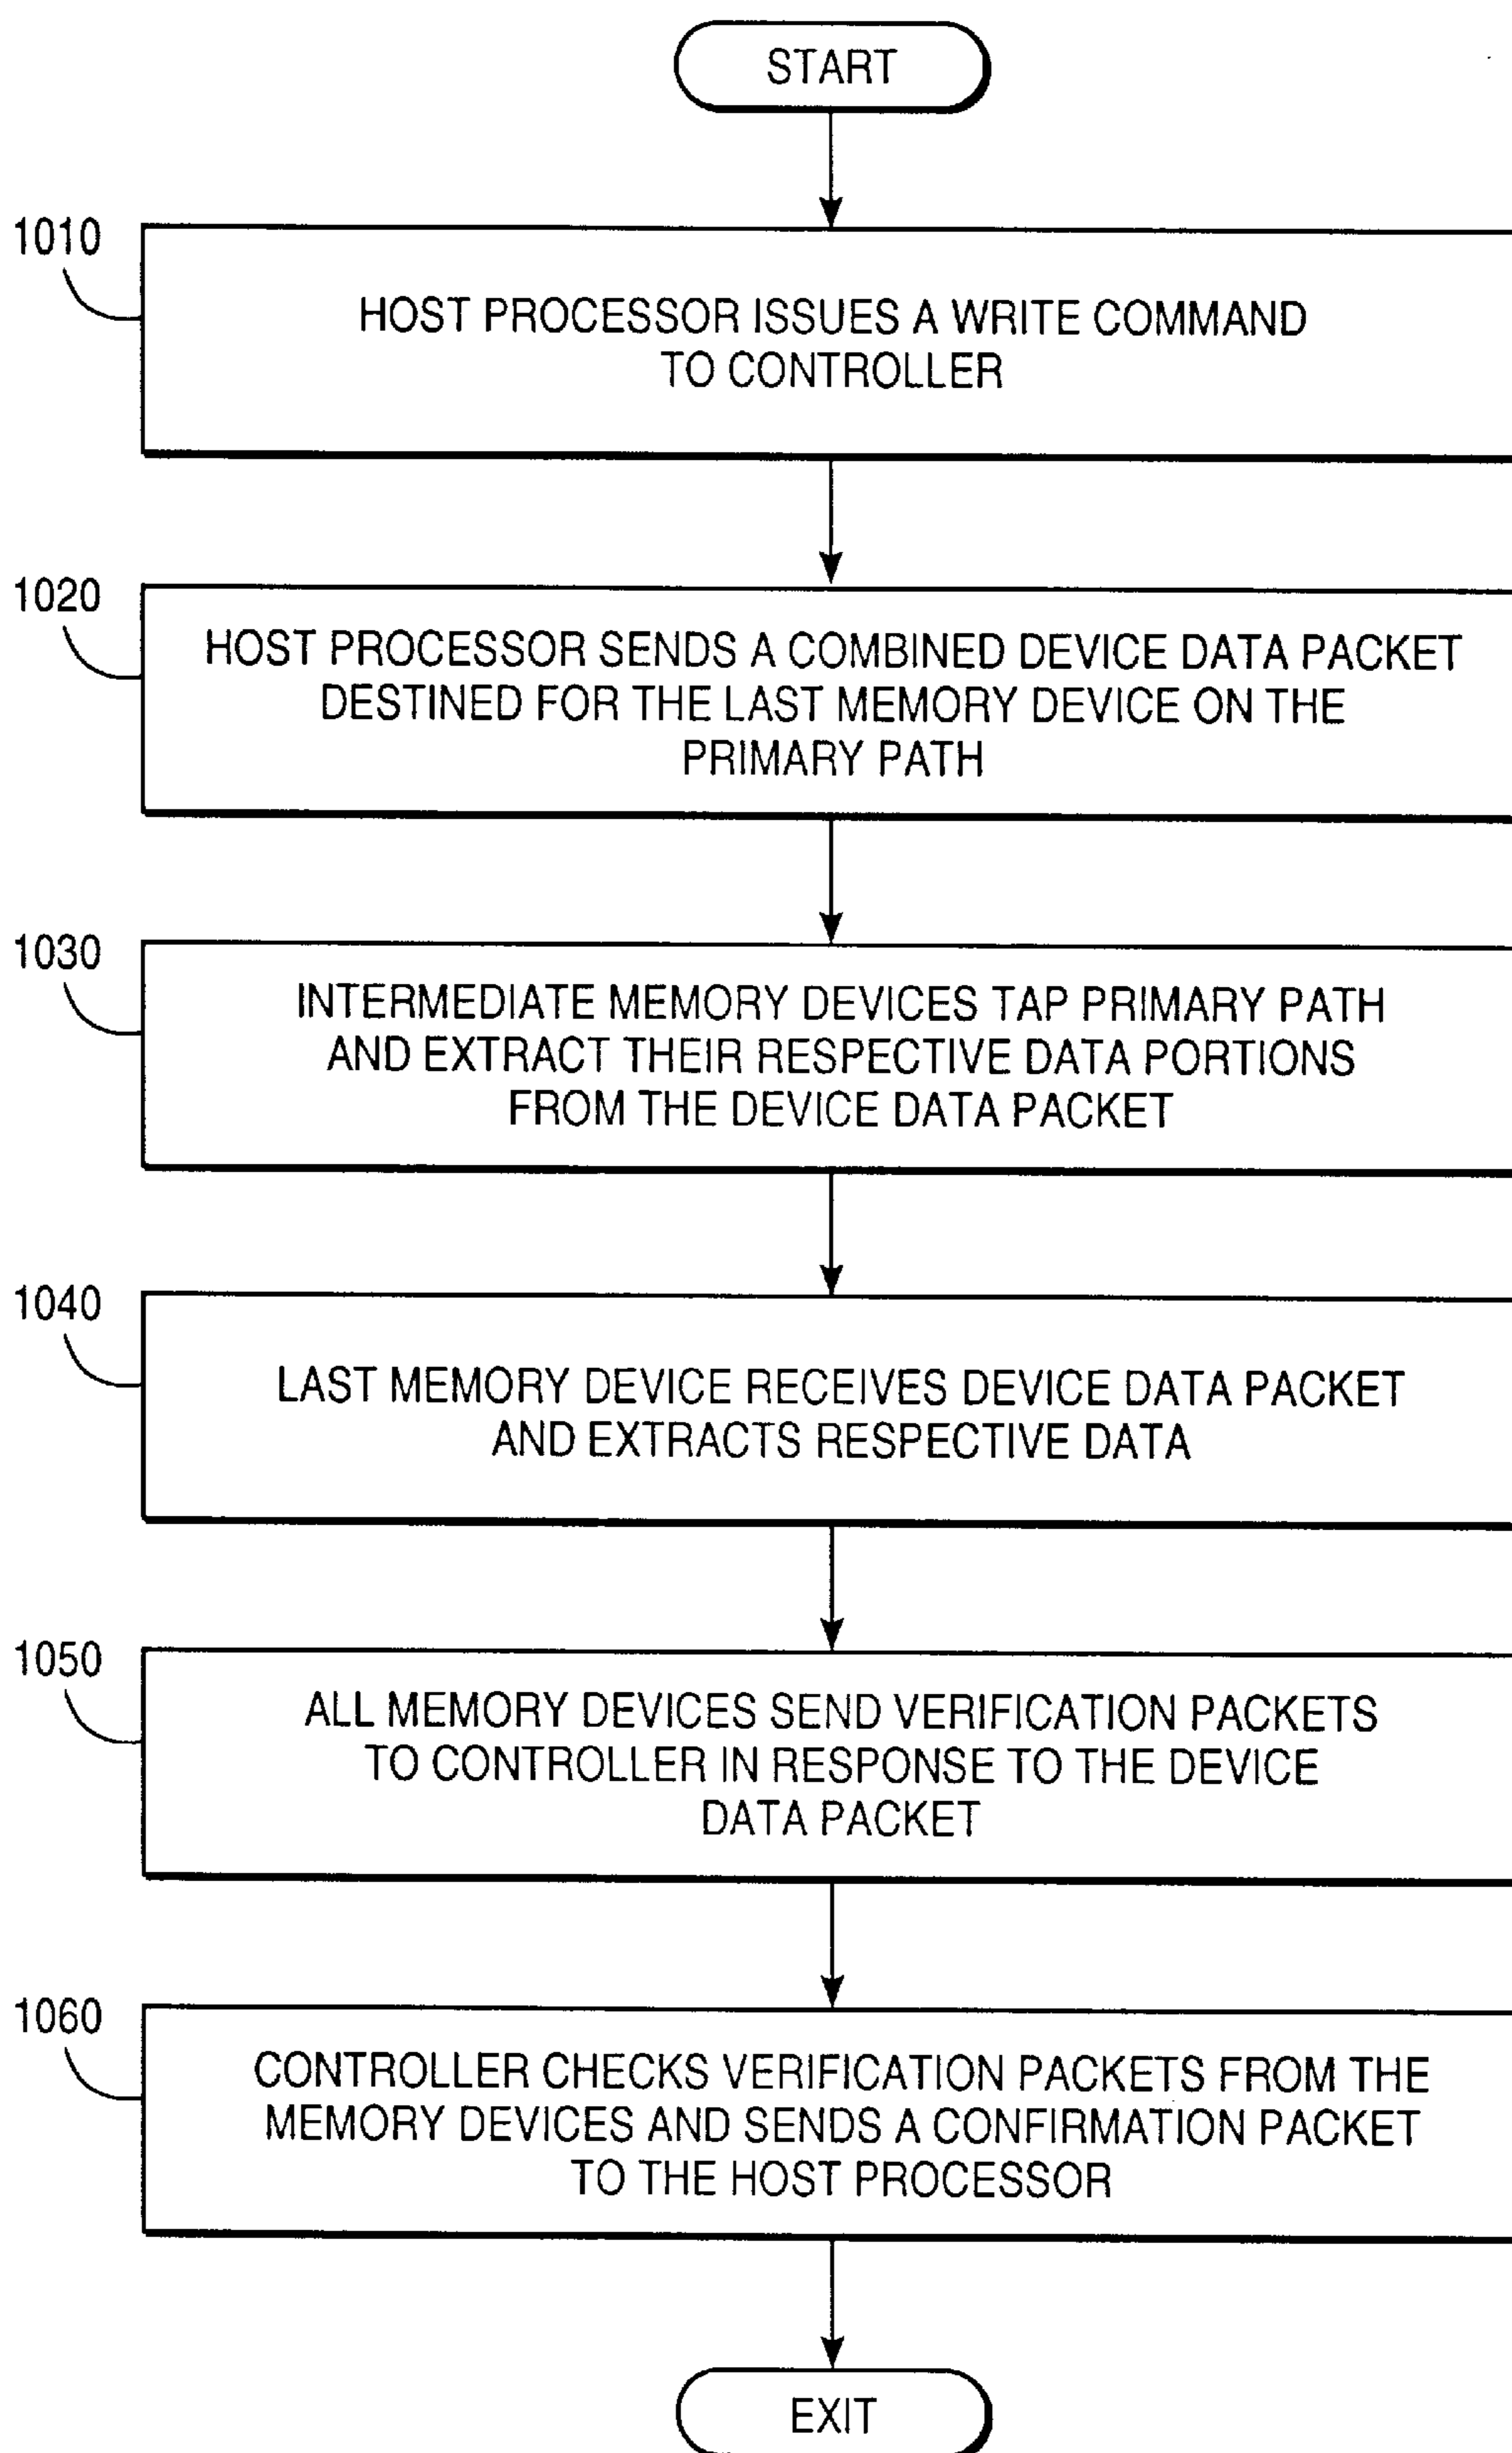 START
1010
HOST PROCESSOR ISSUES A WRITE COMMAND
TO CONTROLLER
1020
HOST PROCESSOR SENDS A COMBINED DEVICE DATA PACKET
DESTINED FOR THE LAST MEMORY DEVICE ON THE
PRIMARY PATH
1030
INTERMEDIATE MEMORY DEVICES TAP PRIMARY PATH
AND EXTRACT THEIR RESPECTIVE DATA PORTIONS
FROM THE DEVICE DATA PACKET
1040
LAST MEMORY DEVICE RECEIVES DEVICE DATA PACKET
AND EXTRACTS RESPECTIVE DATA
1050
ALL MEMORY DEVICES SEND VERIFICATION PACKETS
TO CONTROLLER IN RESPONSE TO THE DEVICE
DATA PACKET
1060
CONTROLLER CHECKS VERIFICATION PACKETS FROM THE
MEMORY DEVICES AND SENDS A CONFIRMATION PACKET
TO THE HOST PROCESSOR
EXIT